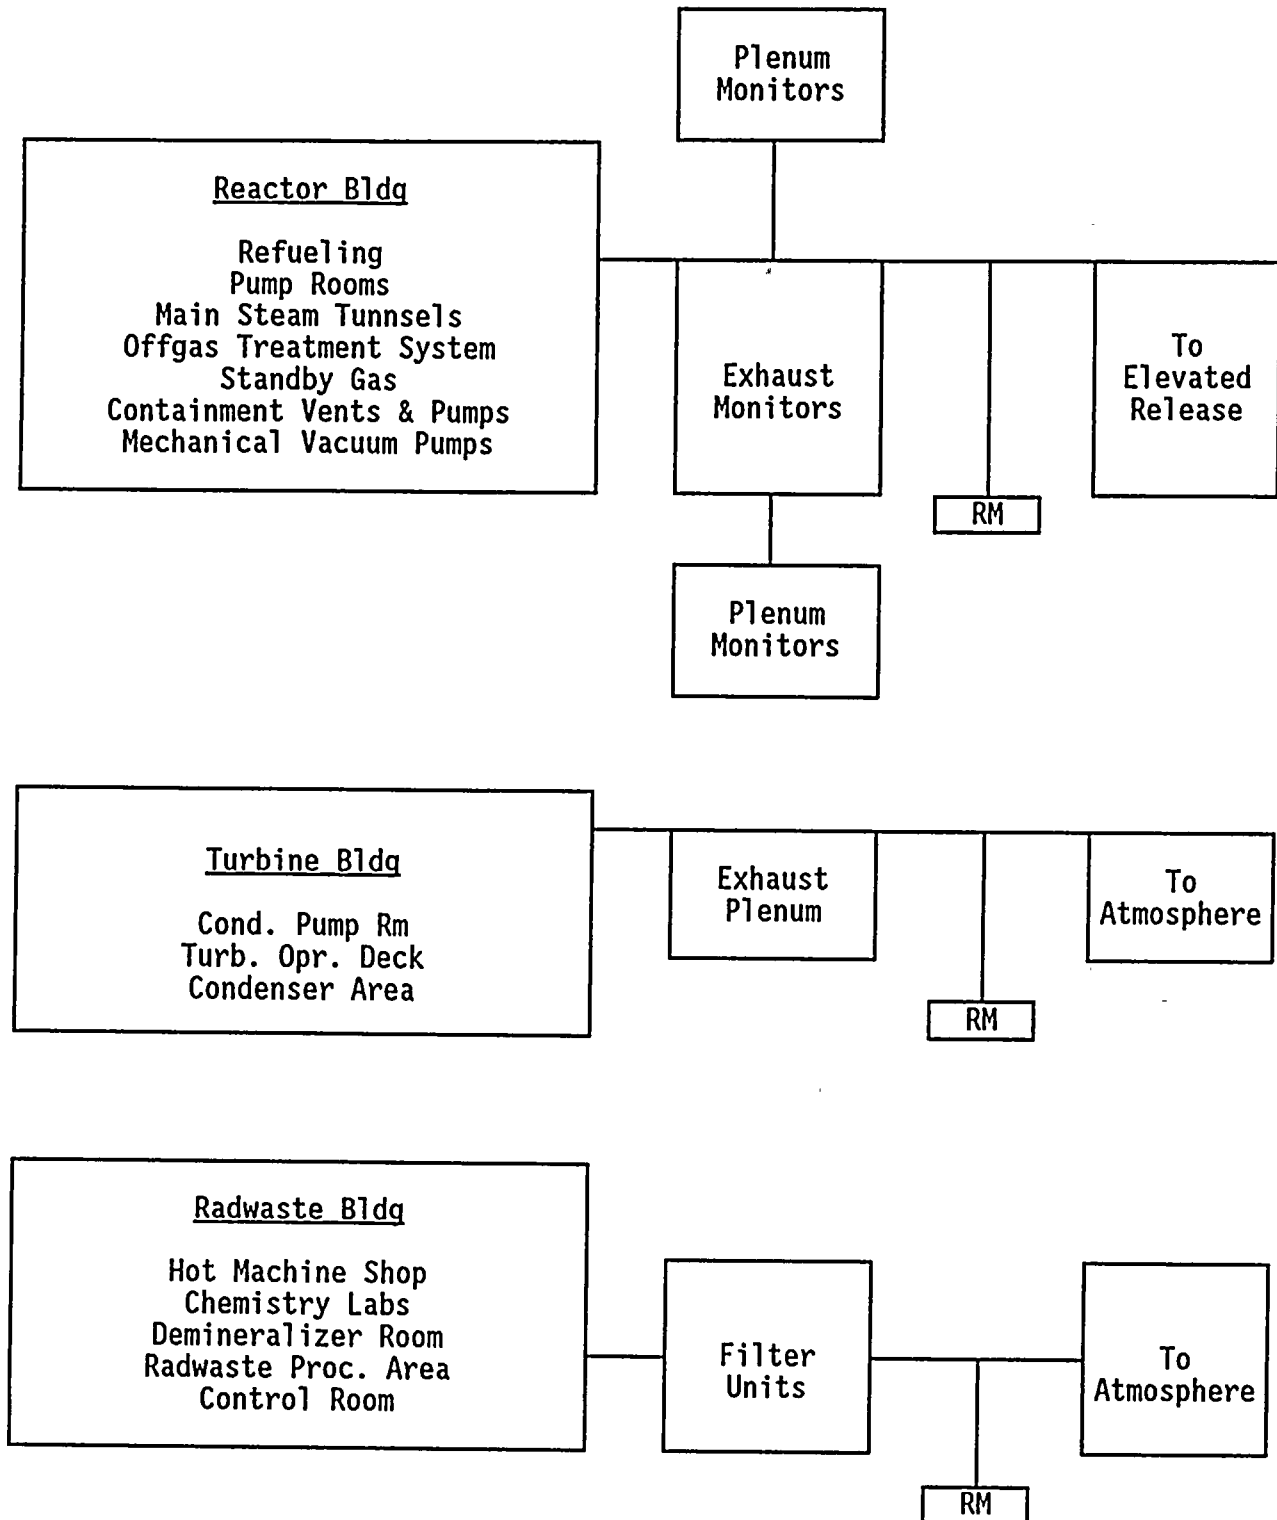 Plenum
Monitors
Reactor Bldg
Refueling
Pump Rooms
Main Steam Tunnsels
Offgas Treatment System
Standby Gas
Containment Vents & Pumps
Mechanical Vacuum Pumps
Exhaust
Monitors
RM
To
Elevated
Release
Plenum
Monitors
Turbine Bldg
Cond. Pump Rm
Turb. Opr. Deck
Condenser Area
Exhaust
Plenum
RM
To
Atmosphere
Radwaste Bldg
Hot Machine Shop
Chemistry Labs
Demineralizer Room
Radwaste Proc. Area
Control Room
Filter
Units
RM
To
Atmosphere